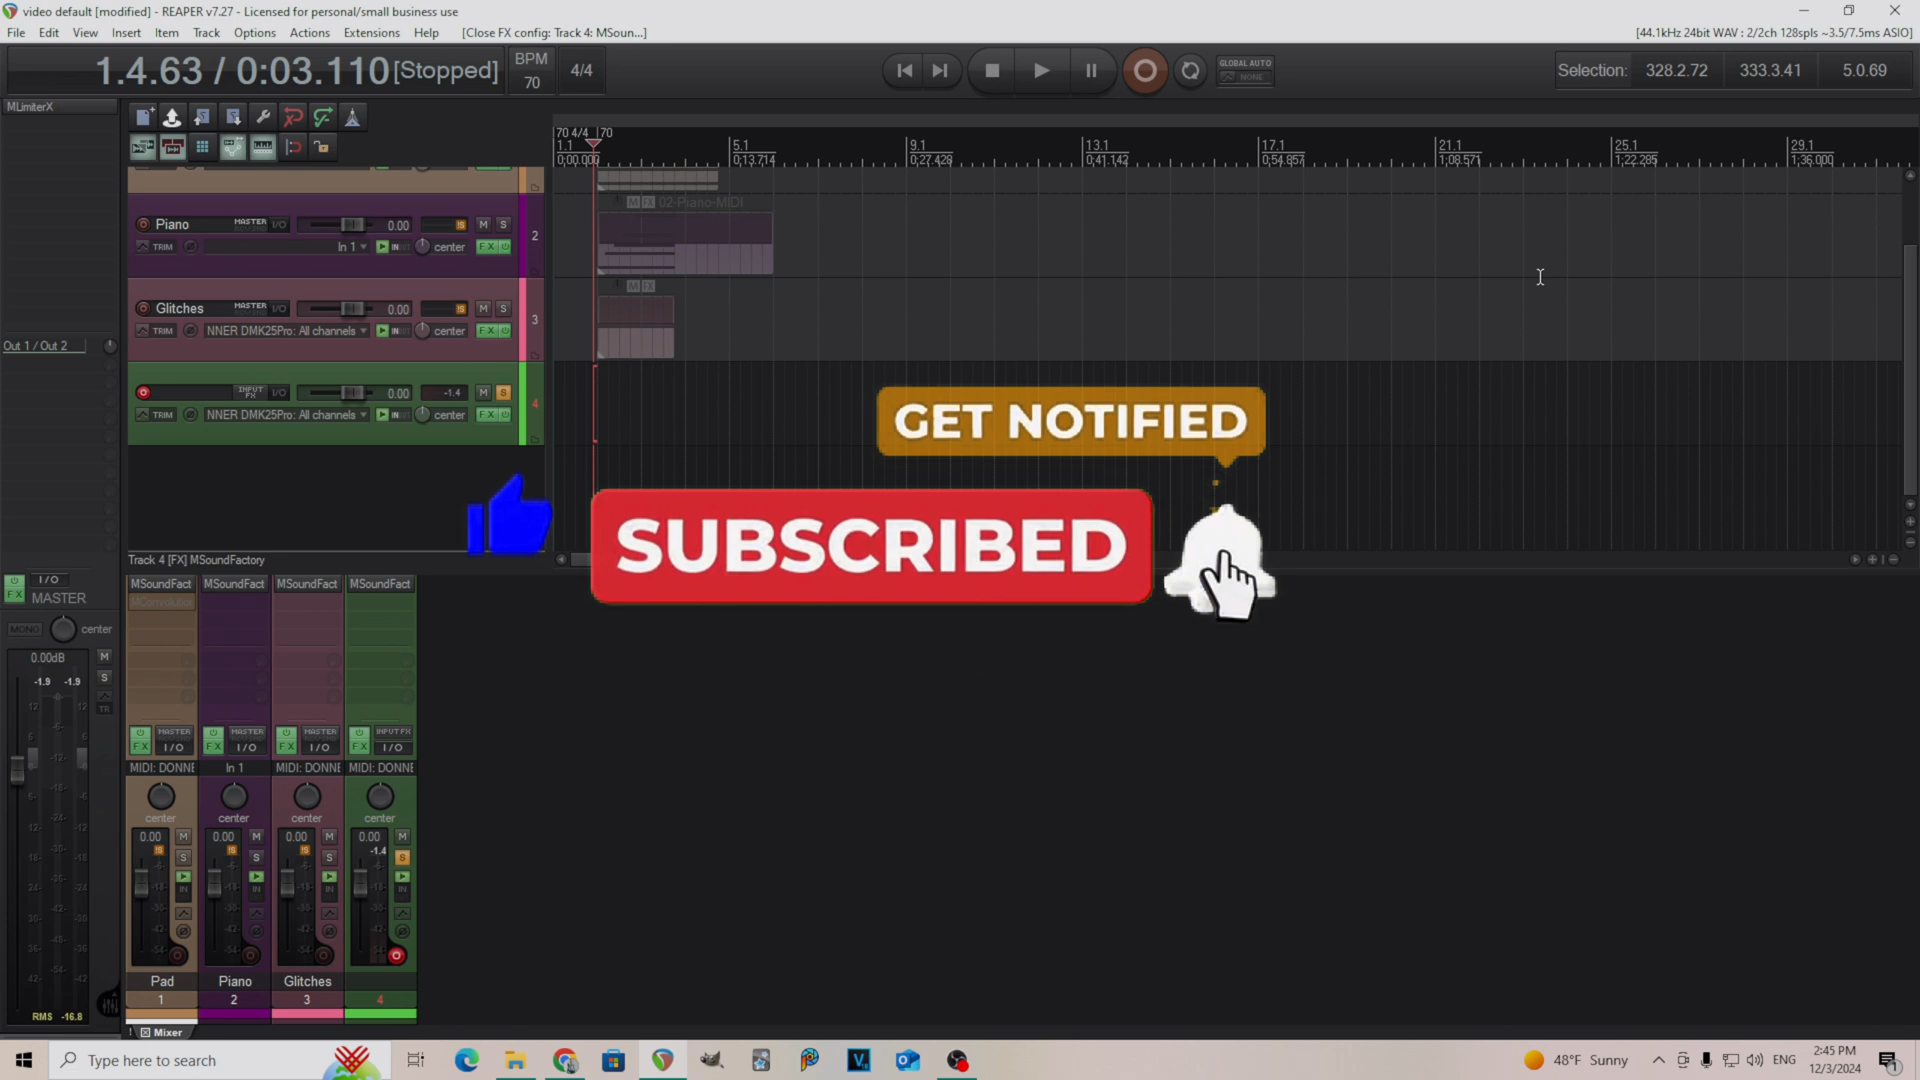 video default [modified] - REAPER v7.27 - Licensed for personal/small business use
File Edit View Insert Item Track Options Actions Extensions Help [Close FX config: Track 4: MSoun...] [44.1kHz 24bit WAV : 2/2ch 128spls ~3.5/7.5ms ASIO]
1.4.63 / 0:03.110 [Stopped] BPM 70 4/4 GLOBAL AUTO NONE Selection: 328.2.72 333.3.41 5.0.69
MLimiterX
70 4/4 70
1.1 5.1 9.1 13.1 17.1 21.1 25.1 29.1
0:00.000 0:13.714 0:27.428 0:41.142 0:54.857 1:08.571 1:22.285 1:36.000
M FX 02-Piano-MIDI
Piano MASTER I/O 0.00 M S 2
TRIM In 1 IN center FX
M FX
Glitches MASTER I/O 0.00 M S 3
TRIM NNER DMK25Pro: All channels IN center FX
Out 1 / Out 2
INPUT FX I/O 0.00 -1.4 M S 4
TRIM NNER DMK25Pro: All channels IN center FX
GET NOTIFIED
SUBSCRIBED
Track 4 [FX] MSoundFactory
I/O
FX MASTER
MSoundFact MSoundFact MSoundFact MSoundFact
MConvolution
MONO center
0.00dB M
-1.9 -1.9 S
TR
MASTER MASTER MASTER INPUT FX
FX I/O FX I/O FX I/O FX I/O
MIDI: DONNE In 1 MIDI: DONNE MIDI: DONNE
center center center center
0.00 M 0.00 M 0.00 M 0.00 M
-1.4
S S S S
IN IN IN IN
RMS -16.8
Pad Piano Glitches
1 2 3 4
Mixer
Type here to search 48°F Sunny ENG 2:45 PM
12/3/2024